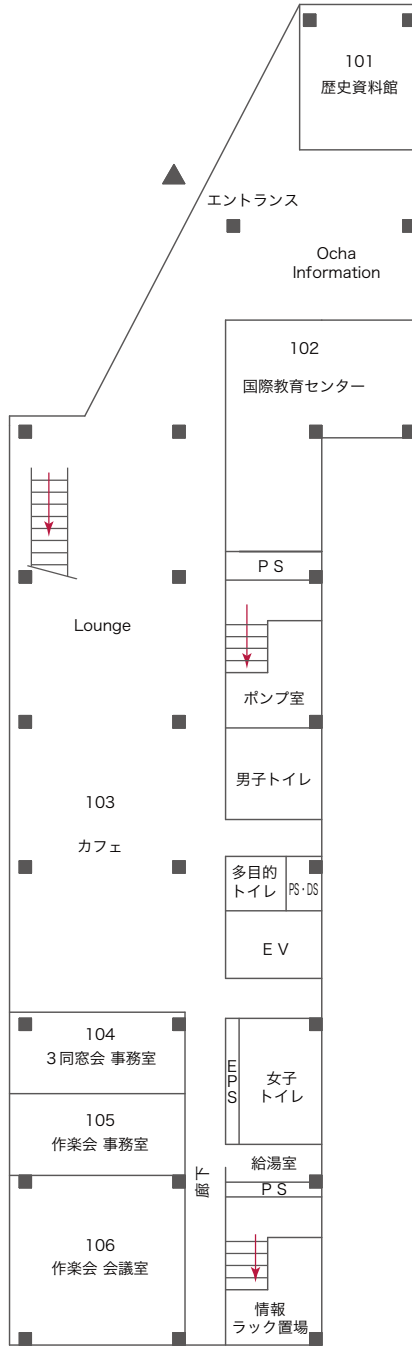 101
歴史資料館
エントランス
Ocha
Information
102
国際教育センター
P S
Lounge
ポンプ室
男子トイレ
103
カフェ
多目的
トイレ
PS・DS
E V
104
３同窓会 事務室
EPS
女子
トイレ
105
作楽会 事務室
給湯室
廊下
P S
106
作楽会 会議室
情報
ラック置場